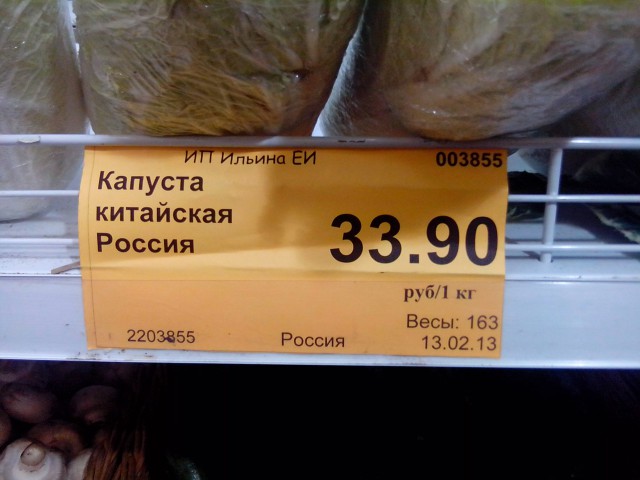 ИП Ильина ЕИ 003855
Капуста
китайская
Россия
33.90
руб/1 кг
Весы: 163
2203855 Россия 13.02.13